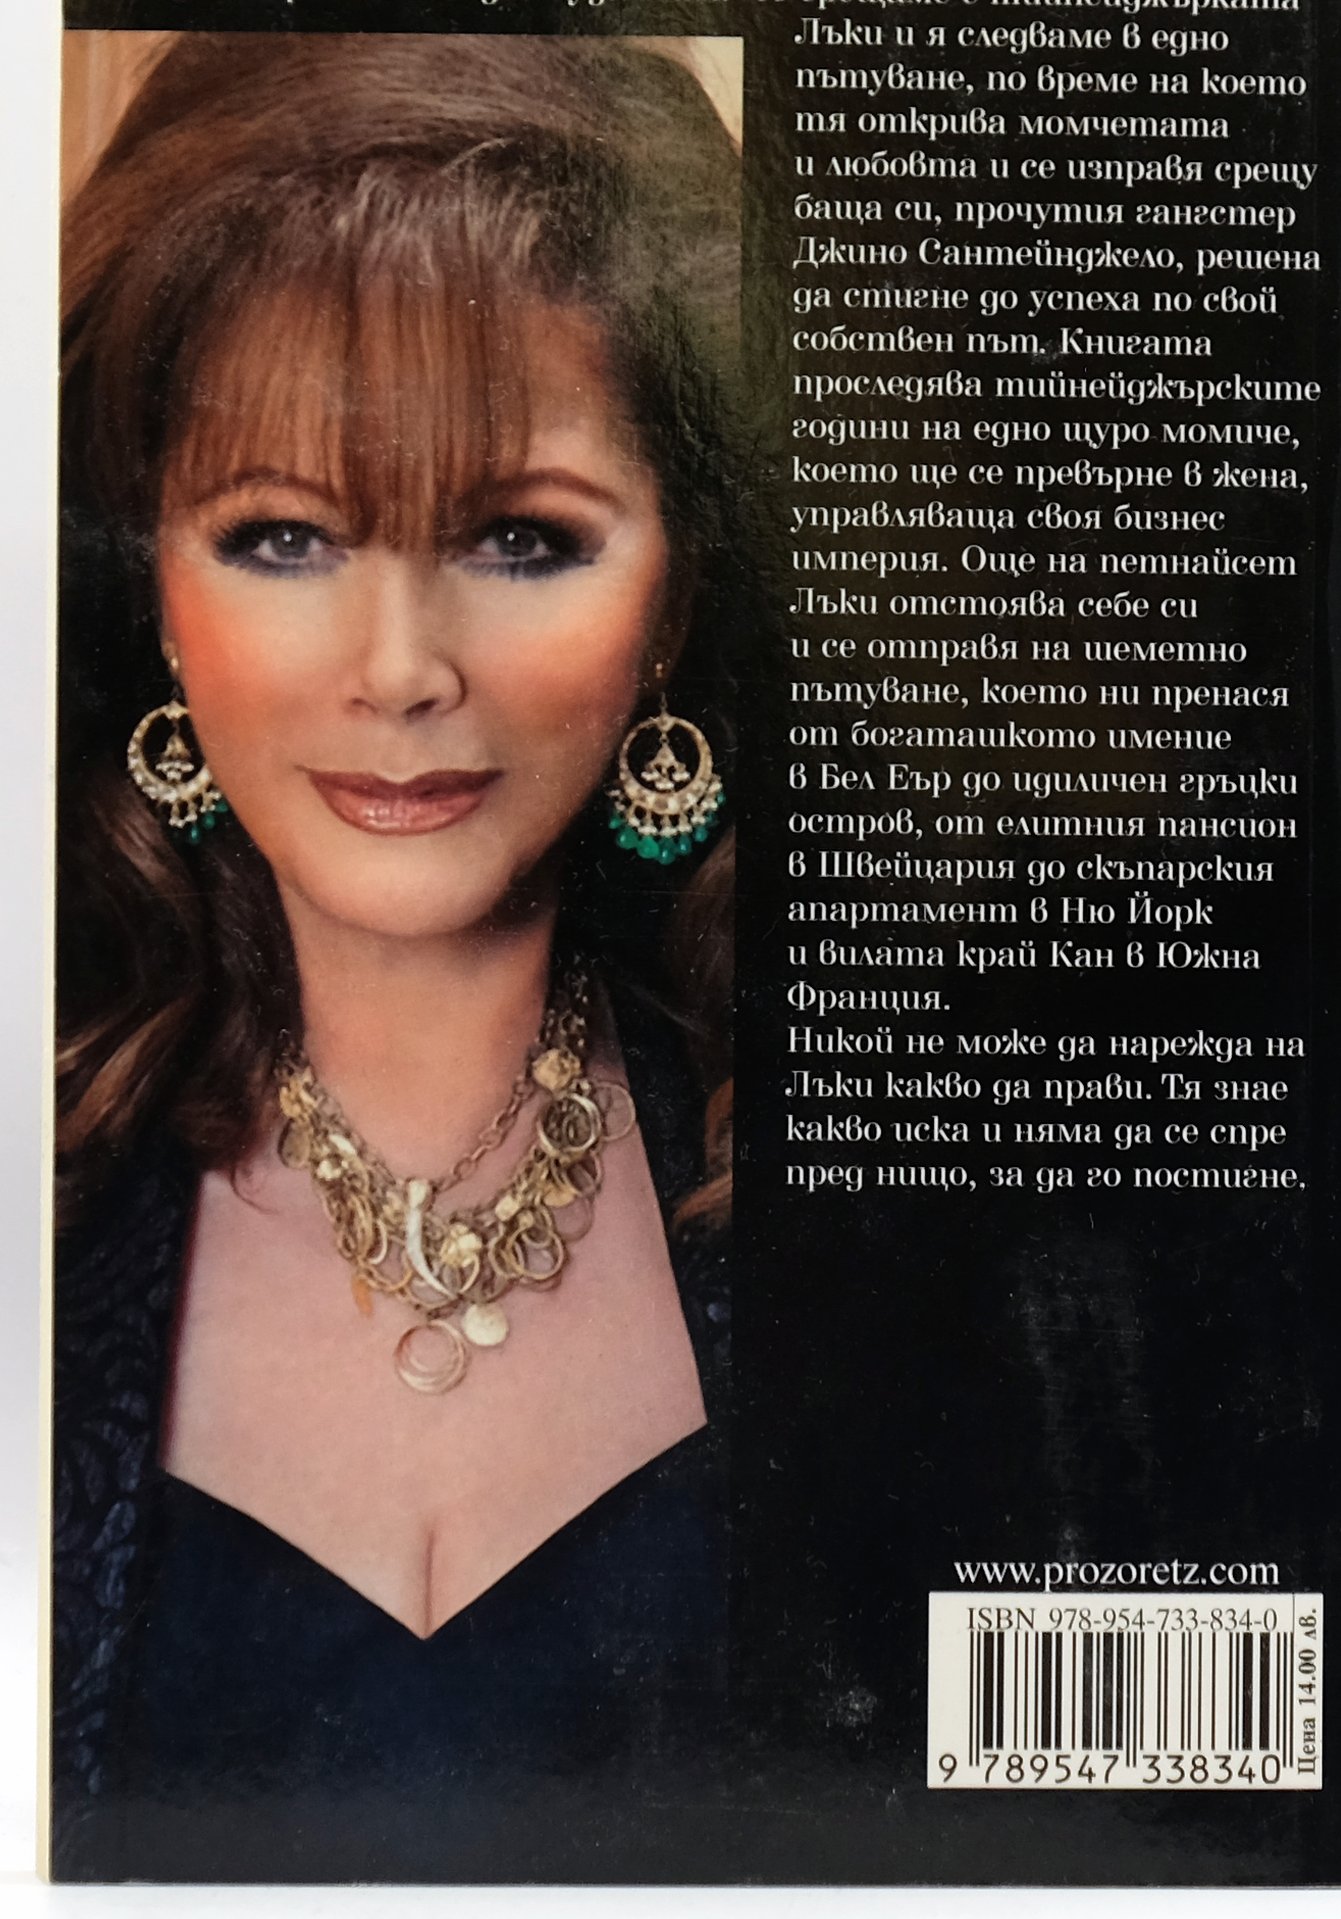 срещаме с тийнейджърката
Лъки и я следваме в едно
пътуване, по време на което
тя открива момчетата
и любовта и се изправя срещу
баща си, прочутия гангстер
Джино Сантейнджело, решена
да стигне до успеха по свой
собствен път. Книгата
проследява тийнейджърските
години на едно щуро момиче,
което ще се превърне в жена,
управляваща своя бизнес
империя. Още на петнайсет
Лъки отстоява себе си
и се отправя на шеметно
пътуване, което ни пренася
от богаташкото имение
в Бел Еър до идиличен гръцки
остров, от елитния пансион
в Швейцария до скъпарския
апартамент в Ню Йорк
и вилата край Кан в Южна
Франция.
Никой не може да нарежда на
Лъки какво да прави. Тя знае
какво иска и няма да се спре
пред нищо, за да го постигне.
www.prozoretz.com
ISBN 978-954-733-834-0
9 789547 338340
Цена 14.00 лв.